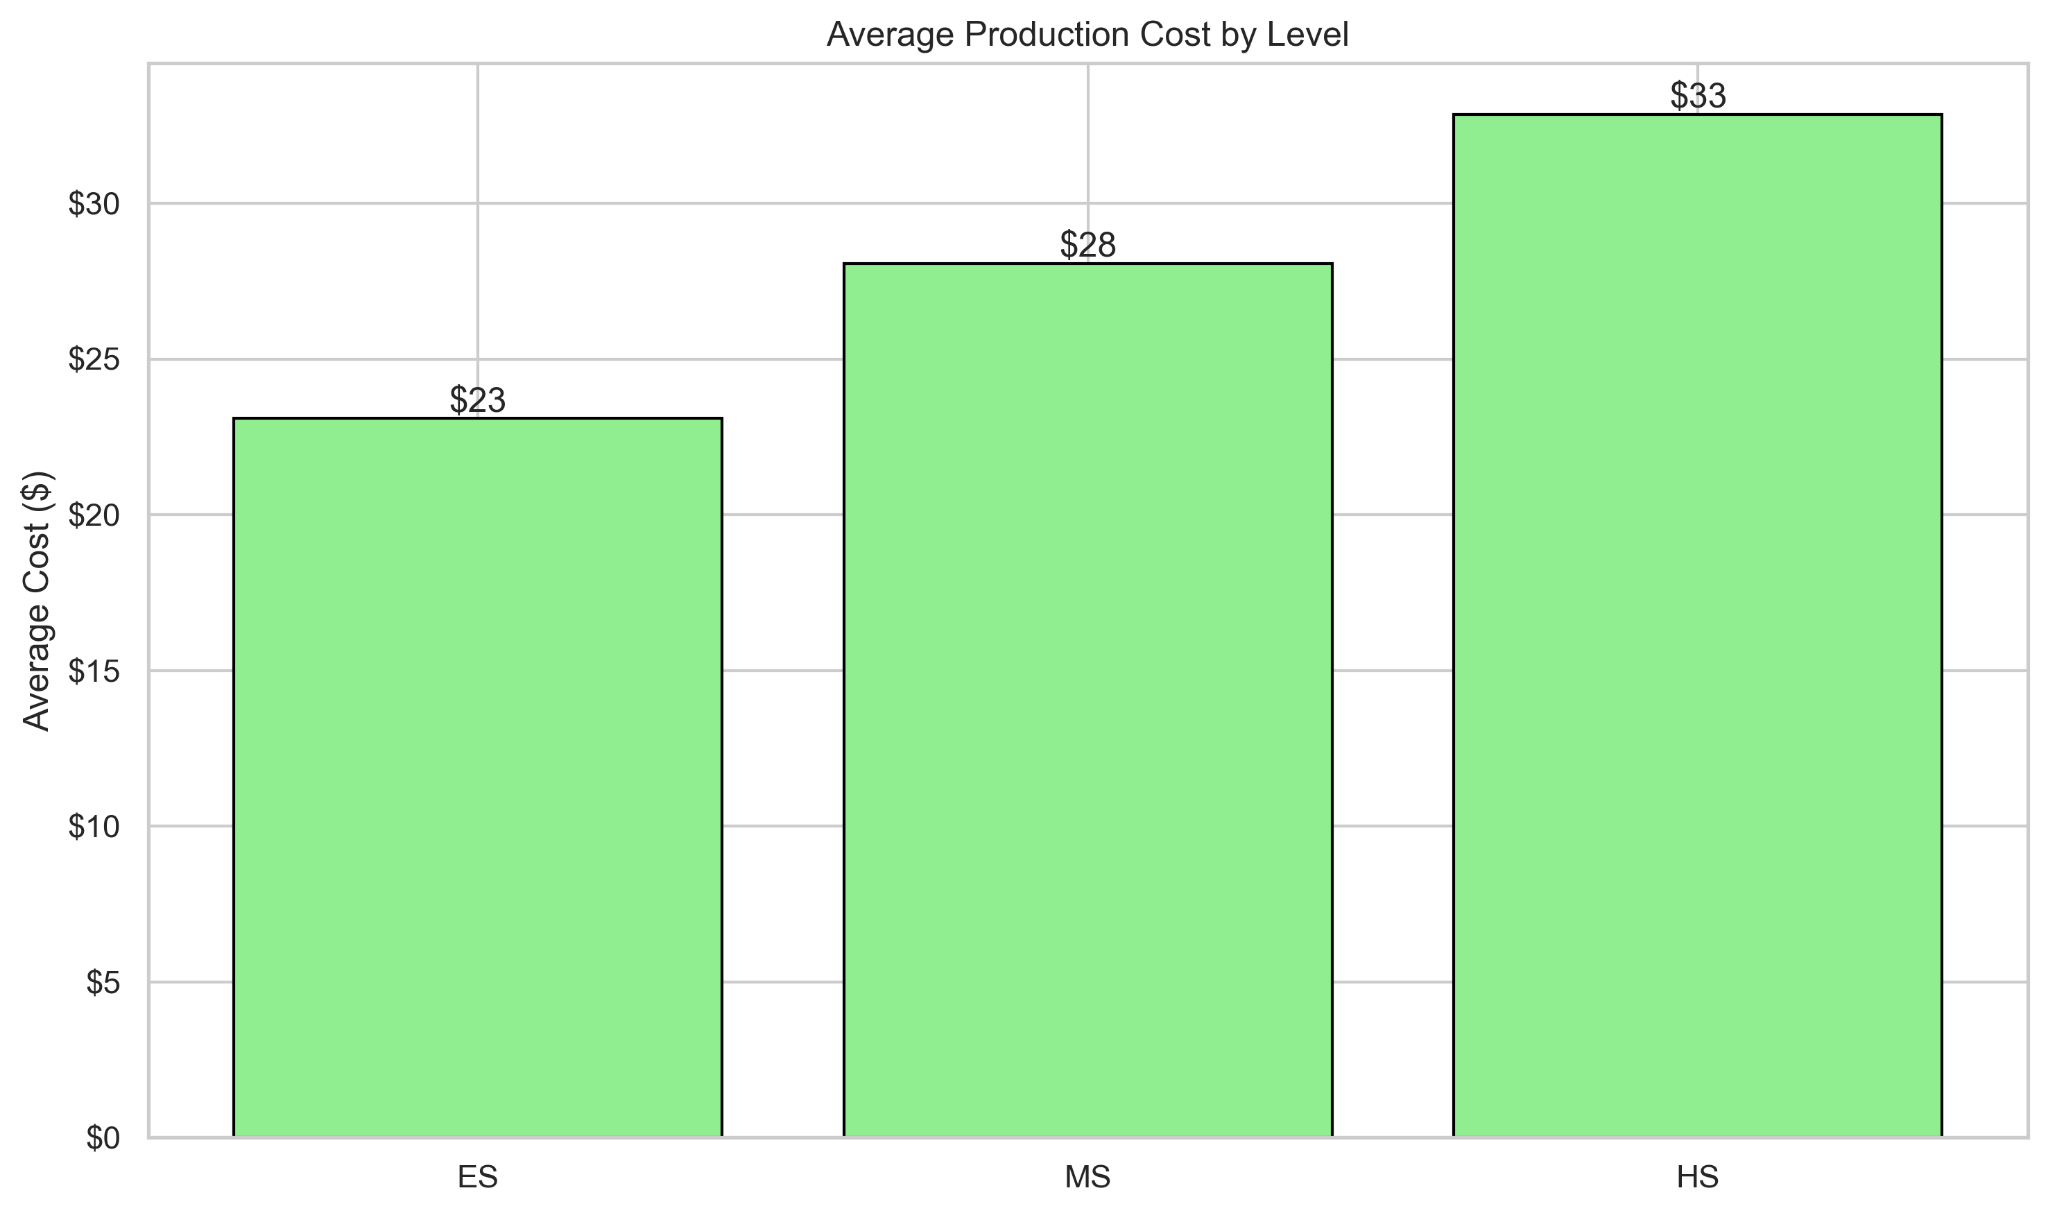 Average Production Cost by Level
Average Cost ($)
$30
$25
$20
$15
$10
$5
$0
$23
$28
$33
ES
MS
HS